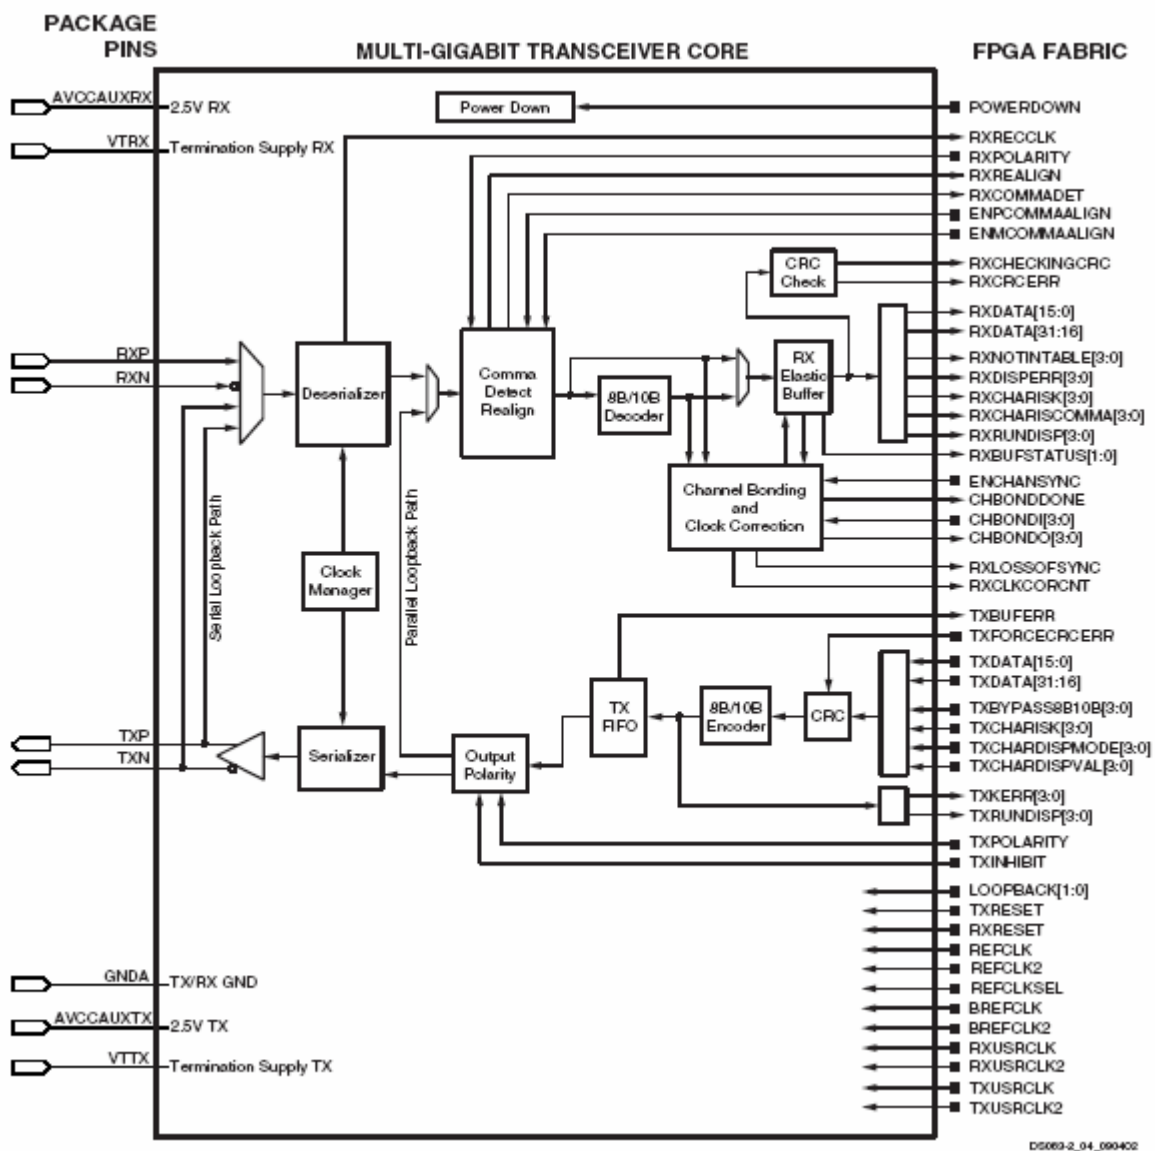 PACKAGE
PINS
MULTI-GIGABIT TRANSCEIVER CORE
FPGA FABRIC
AVCCAUXRX
2.5V RX
Power Down
POWERDOWN
VTRX
Termination Supply RX
RXRECCLK
RXPOLARITY
RXREALIGN
RXCOMMADET
ENPCOMMAALIGN
ENMCOMMAALIGN
CRC
Check
RXCHECKINGCRC
RXCRCERR
RXDATA[15:0]
RXDATA[31:16]
RXP
RXN
Deserializer
Comma
Detect
Realign
8B/10B
Decoder
RX
Elastic
Buffer
RXNOTINTABLE[3:0]
RXDISPERR[3:0]
RXCHARISK[3:0]
RXCHARISCOMMA[3:0]
RXRUNDISP[3:0]
RXBUFSTATUS[1:0]
Channel Bonding
and
Clock Correction
ENCHANSYNC
CHBONDDONE
CHBONDI[3:0]
CHBONDO[3:0]
RXLOSSOFSYNC
RXCLKCORCNT
Serial Loopback Path
Clock
Manager
Parallel Loopback Path
TXBUFERR
TXFORCECRCERR
TXDATA[15:0]
TXDATA[31:16]
TX
FIFO
8B/10B
Encoder
CRC
TXBYPASS8B10B[3:0]
TXCHARISK[3:0]
TXCHARDISPMODE[3:0]
TXCHARDISPVAL[3:0]
TXP
TXN
Serializer
Output
Polarity
TXKERR[3:0]
TXRUNDISP[3:0]
TXPOLARITY
TXINHIBIT
LOOPBACK[1:0]
TXRESET
RXRESET
REFCLK
REFCLK2
REFCLKSEL
BREFCLK
BREFCLK2
RXUSRCLK
RXUSRCLK2
TXUSRCLK
TXUSRCLK2
GNDA
TX/RX GND
AVCCAUXTX
2.5V TX
VTTX
Termination Supply TX
DS083-2_04_090402